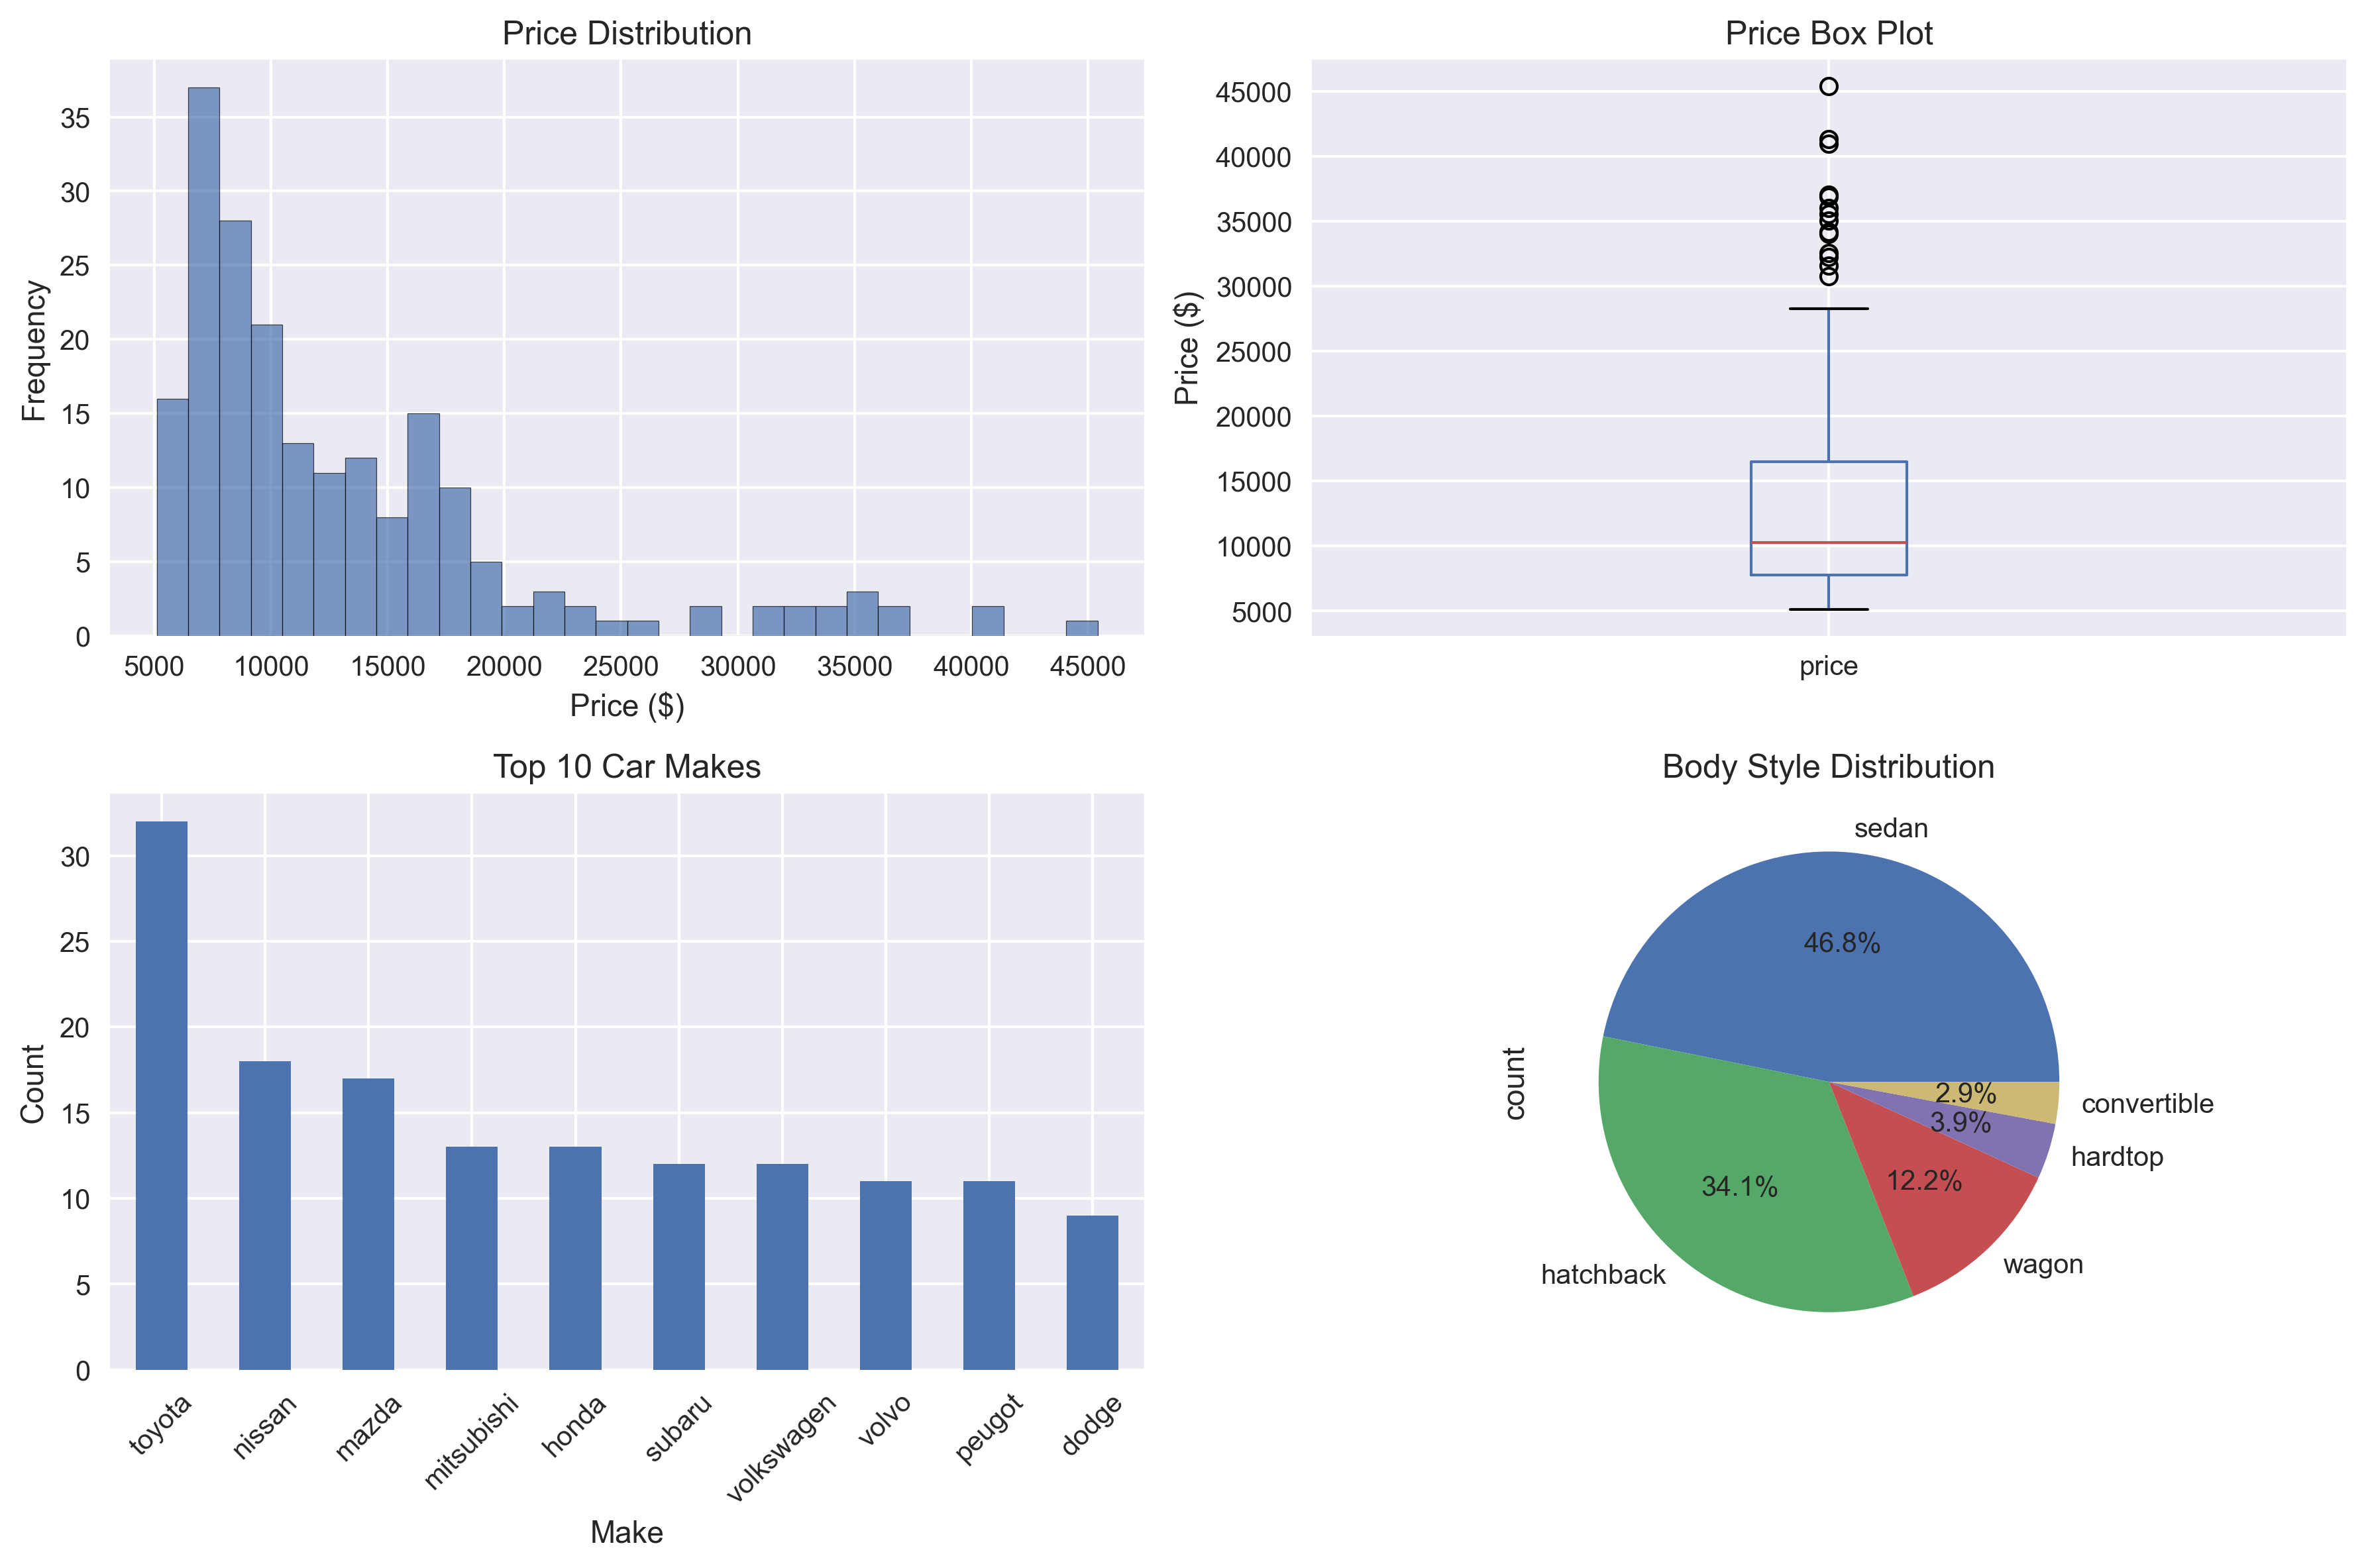 Price Distribution
Frequency
35
30
25
20
15
10
5
0
5000 10000 15000 20000 25000 30000 35000 40000 45000
Price ($)
Price Box Plot
Price ($)
45000
40000
35000
30000
25000
20000
15000
10000
5000
price
Top 10 Car Makes
Count
30
25
20
15
10
5
0
toyota nissan mazda mitsubishi honda subaru volkswagen volvo peugot dodge
Make
Body Style Distribution
count
sedan
46.8%
2.9%
convertible
3.9%
hardtop
12.2%
34.1%
wagon
hatchback